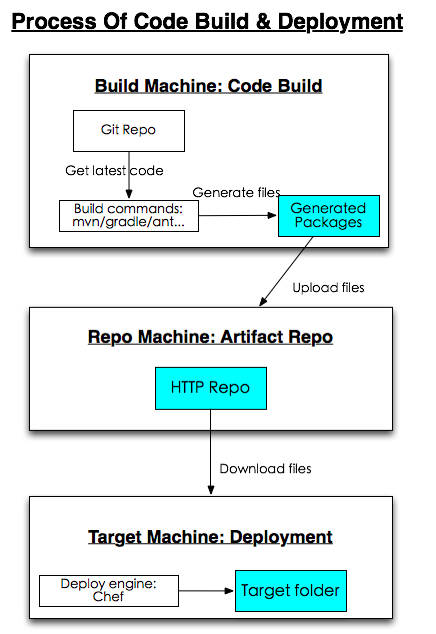 Process Of Code Build & Deployment
Build Machine: Code Build
Git Repo
Get latest code
Generate files
Build commands:
mvn/gradle/ant...
Generated
Packages
Upload files
Repo Machine: Artifact Repo
HTTP Repo
Download files
Target Machine: Deployment
Deploy engine:
Chef
Target folder